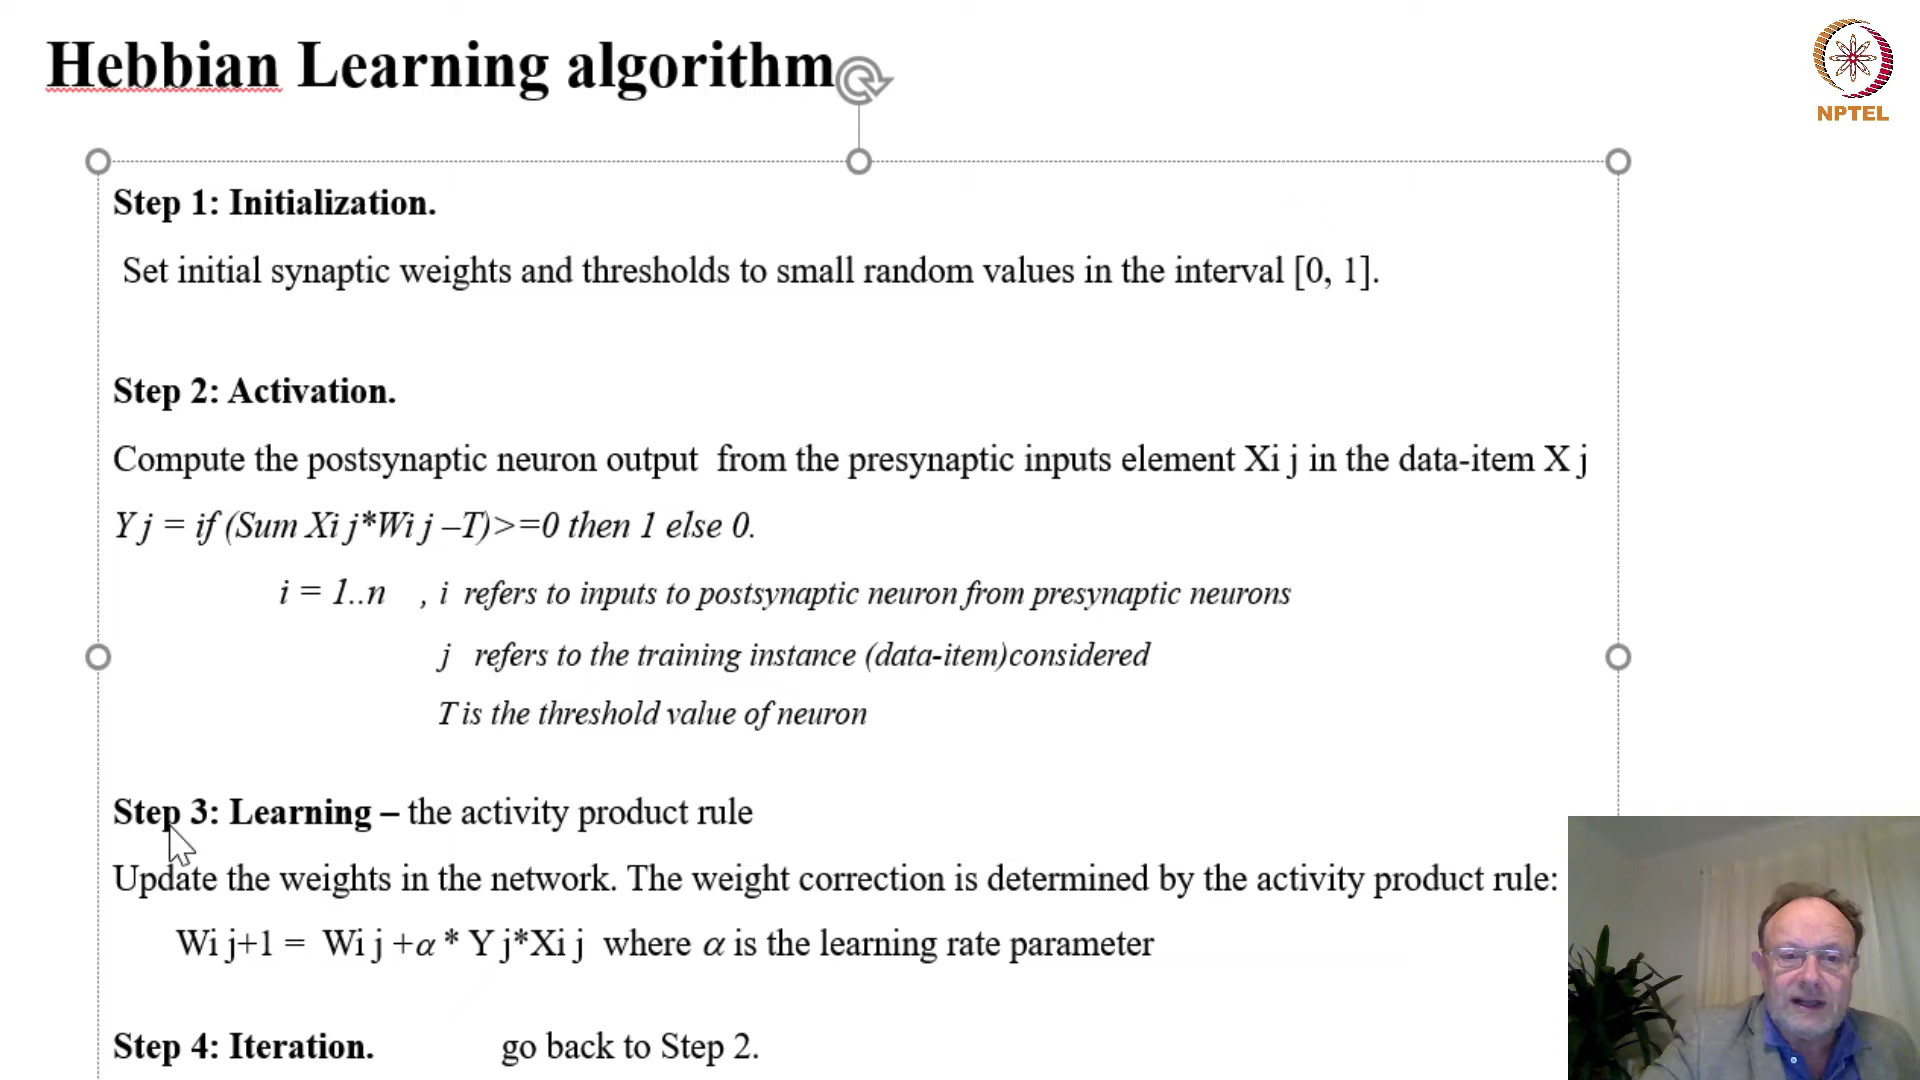 Hebbian Learning algorithm
NPTEL
Step 1: Initialization.
Set initial synaptic weights and thresholds to small random values in the interval [0, 1].
Step 2: Activation.
Compute the postsynaptic neuron output from the presynaptic inputs element Xi j in the data-item X j
Y j = if (Sum Xi j*Wi j –T)>=0 then 1 else 0.
i = 1..n , i refers to inputs to postsynaptic neuron from presynaptic neurons
j refers to the training instance (data-item)considered
T is the threshold value of neuron
Step 3: Learning – the activity product rule
Update the weights in the network. The weight correction is determined by the activity product rule:
Wi j+1 = Wi j +α * Y j*Xi j where α is the learning rate parameter
Step 4: Iteration. go back to Step 2.